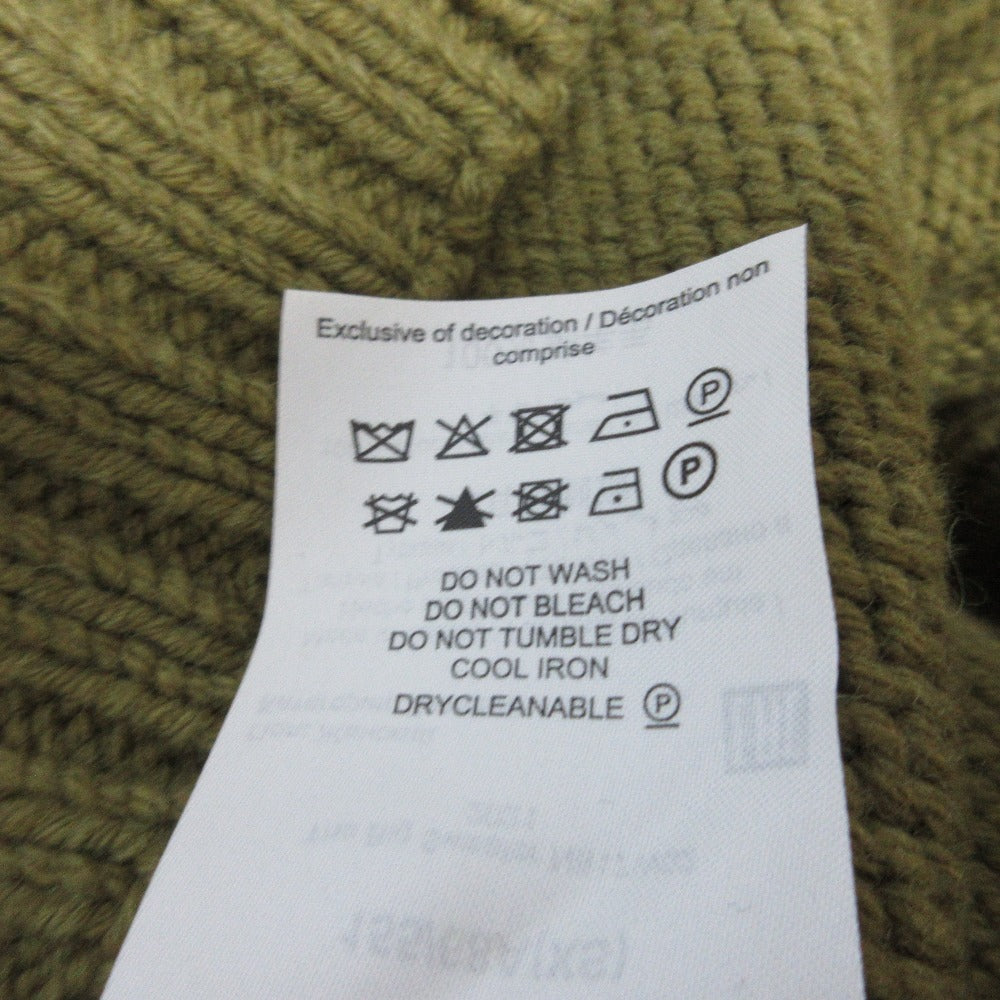 Exclusive of decoration / Décoration non
comprise
P
P
DO NOT WASH
DO NOT BLEACH
DO NOT TUMBLE DRY
COOL IRON
DRYCLEANABLE P